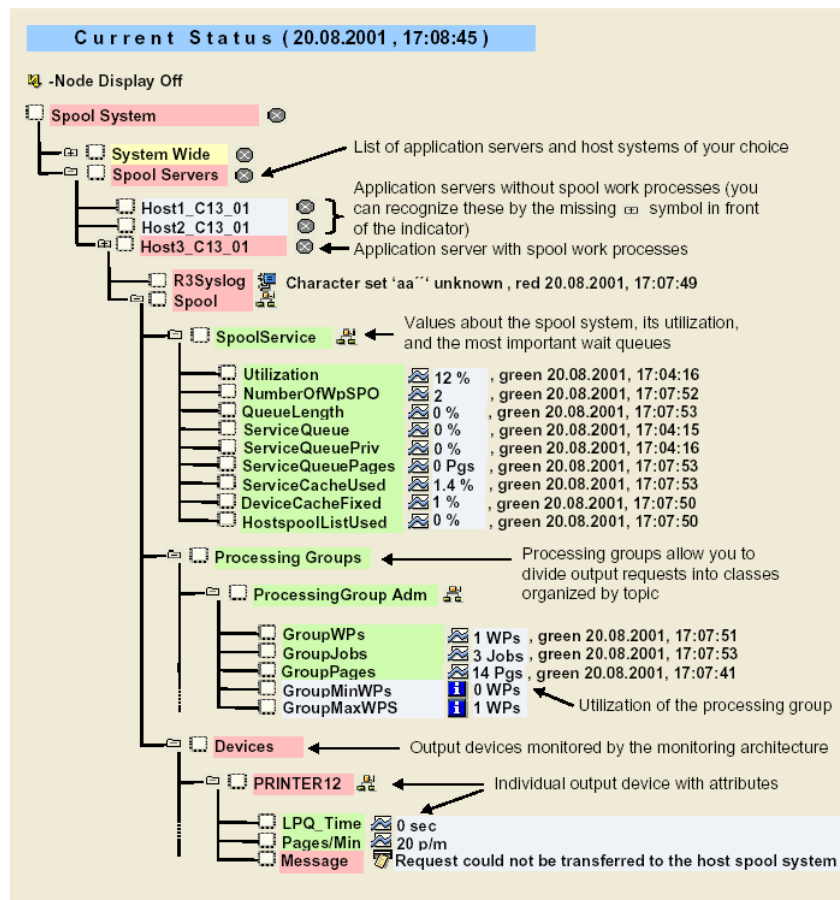 Current Status (20.08.2001, 17:08:45)
-Node Display Off
Spool System
System Wide
List of application servers and host systems of your choice
Spool Servers
Application servers without spool work processes (you
can recognize these by the missing symbol in front
of the indicator)
Host1_C13_01
Host2_C13_01
Host3_C13_01
Application server with spool work processes
R3Syslog Character set ‘aa´´‘ unknown , red 20.08.2001, 17:07:49
Spool
Values about the spool system, its utilization,
and the most important wait queues
SpoolService
Utilization 12 % , green 20.08.2001, 17:04:16
NumberOfWpSPO 2 , green 20.08.2001, 17:07:52
QueueLength 0 % , green 20.08.2001, 17:07:53
ServiceQueue 0 % , green 20.08.2001, 17:04:15
ServiceQueuePriv 0 % , green 20.08.2001, 17:04:16
ServiceQueuePages 0 Pgs , green 20.08.2001, 17:07:53
ServiceCacheUsed 1.4 % , green 20.08.2001, 17:07:53
DeviceCacheFixed 1 % , green 20.08.2001, 17:07:50
HostspoolListUsed 0 % , green 20.08.2001, 17:07:50
Processing Groups
Processing groups allow you to
divide output requests into classes
organized by topic
ProcessingGroup Adm
GroupWPs 1 WPs , green 20.08.2001, 17:07:51
GroupJobs 3 Jobs , green 20.08.2001, 17:07:53
GroupPages 14 Pgs , green 20.08.2001, 17:07:41
GroupMinWPs 0 WPs
GroupMaxWPS 1 WPs
Utilization of the processing group
Devices
Output devices monitored by the monitoring architecture
PRINTER12
Individual output device with attributes
LPQ_Time 0 sec
Pages/Min 20 p/m
Message Request could not be transferred to the host spool system